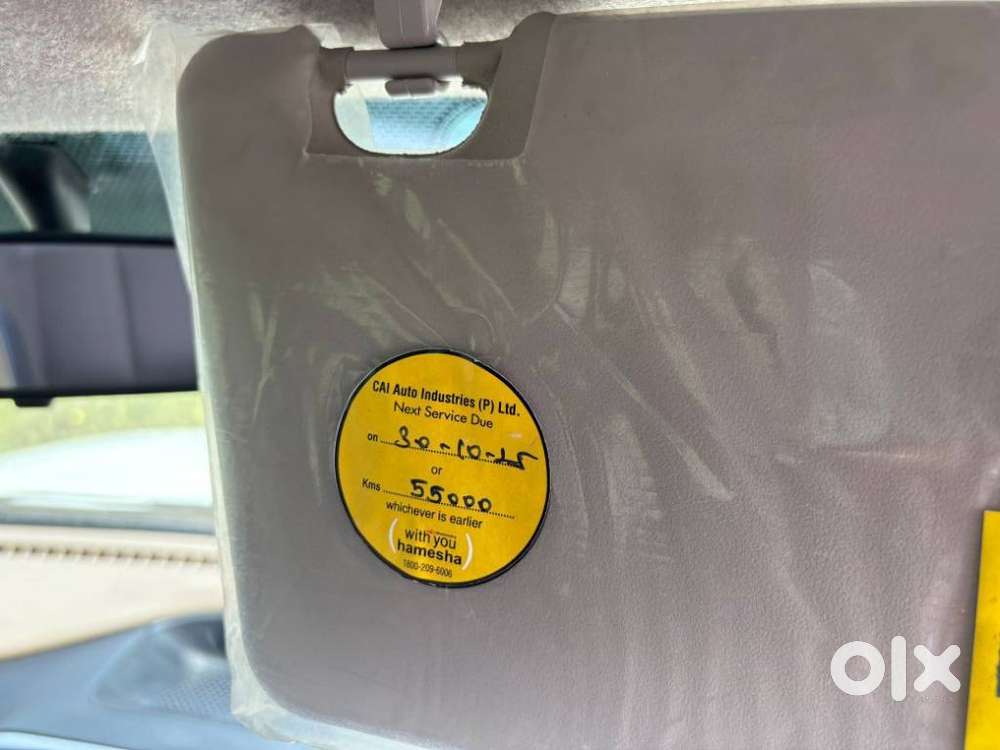 CAI Auto Industries (P) Ltd.
Next Service Due
on 30-10-25
or
Kms 55000
whichever is earlier
with you
hamesha
1800-209-6006
olx